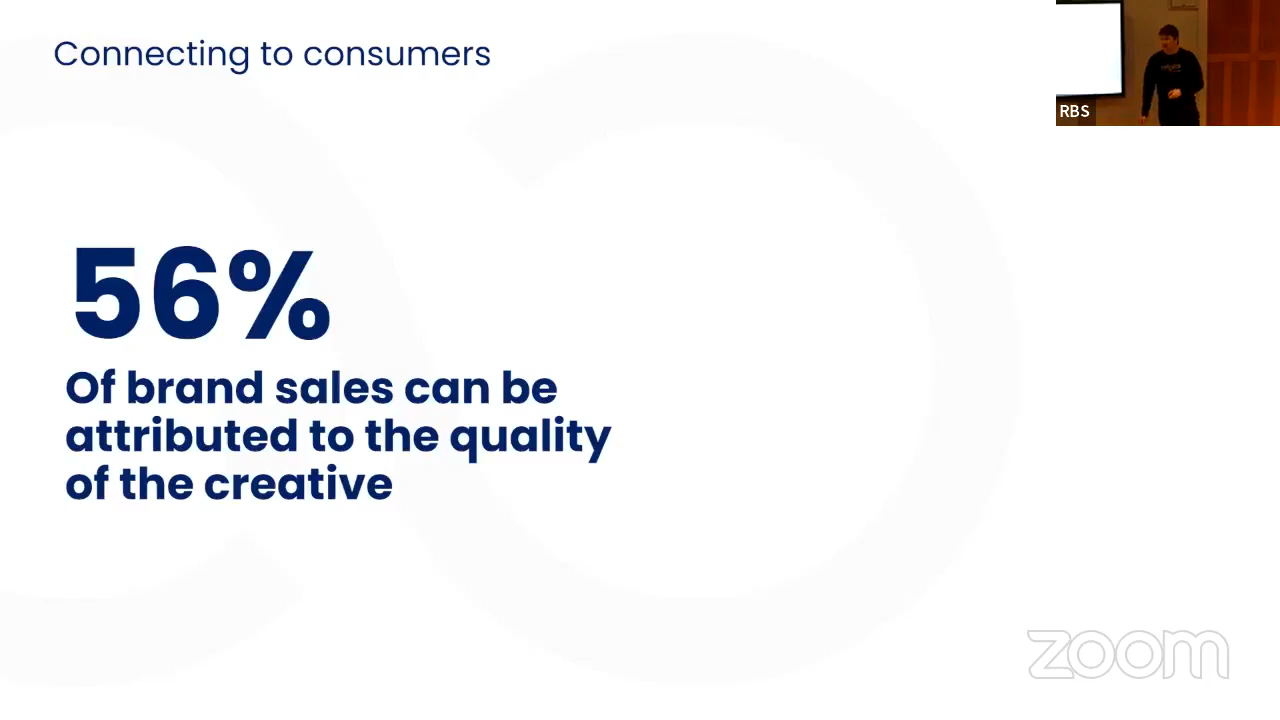 Connecting to consumers
RBS
56%
Of brand sales can be
attributed to the quality
of the creative
zoom